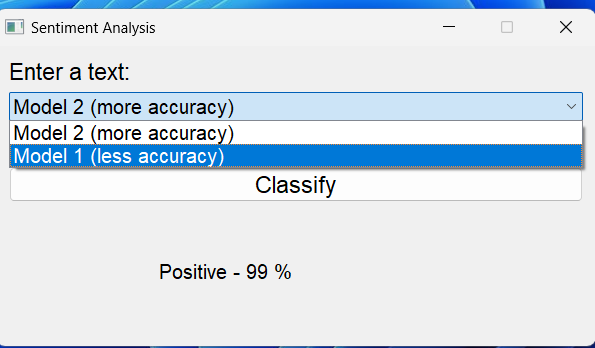 Sentiment Analysis
Enter a text:
Model 2 (more accuracy)
Model 2 (more accuracy)
Model 1 (less accuracy)
Classify
Positive - 99 %